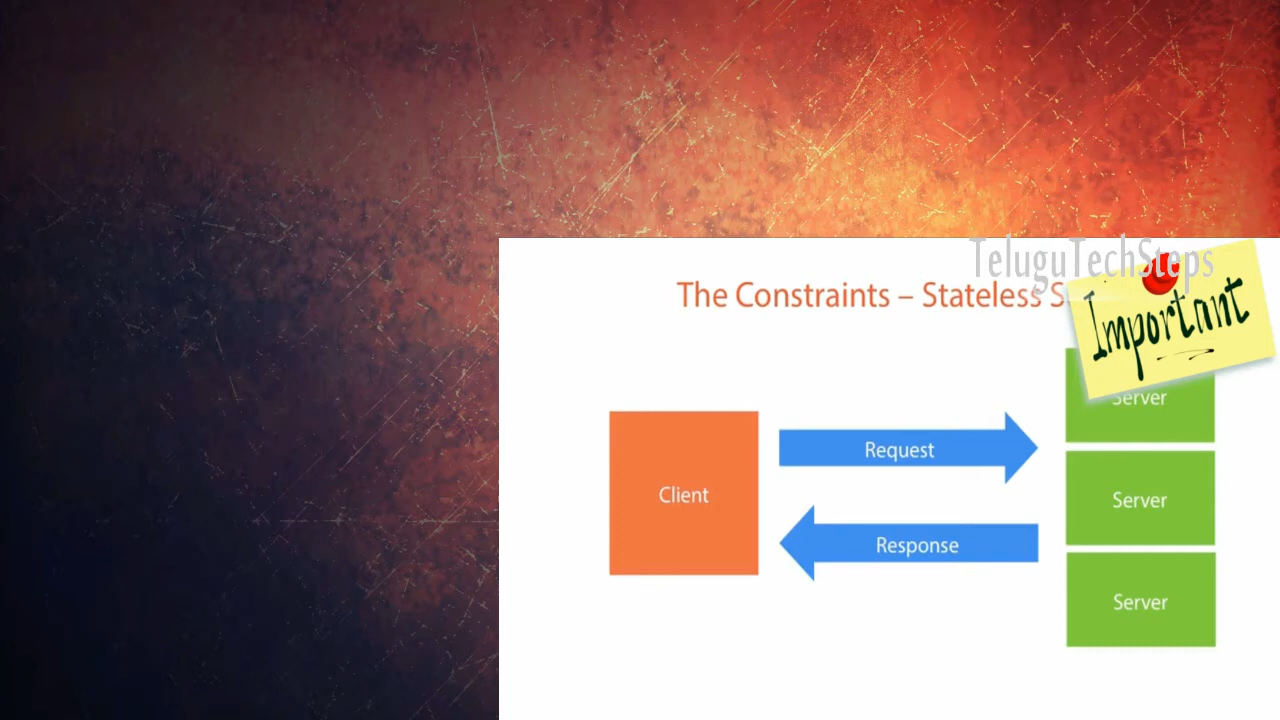 TeluguTechSteps
The Constraints – Stateless S
Important
Server
Request
Client
Server
Response
Server